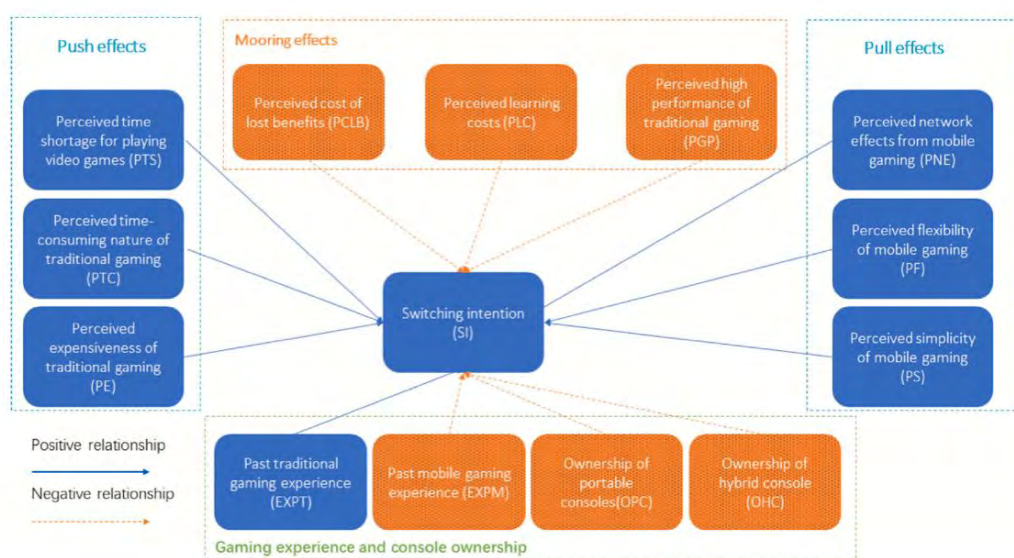 Push effects
Perceived time
shortage for playing
video games (PTS)
Perceived time-
consuming nature of
traditional gaming
(PTC)
Perceived
expensiveness of
traditional gaming
(PE)
Mooring effects
Perceived cost of
lost benefits (PCLB)
Perceived learning
costs (PLC)
Perceived high
performance of
traditional gaming
(PGP)
Pull effects
Perceived network
effects from mobile
gaming (PNE)
Perceived flexibility
of mobile gaming
(PF)
Perceived simplicity
of mobile gaming
(PS)
Switching intention
(SI)
Positive relationship
Negative relationship
Past traditional
gaming experience
(EXPT)
Past mobile gaming
experience (EXPM)
Ownership of
portable
consoles(OPC)
Ownership of
hybrid console
(OHC)
Gaming experience and console ownership